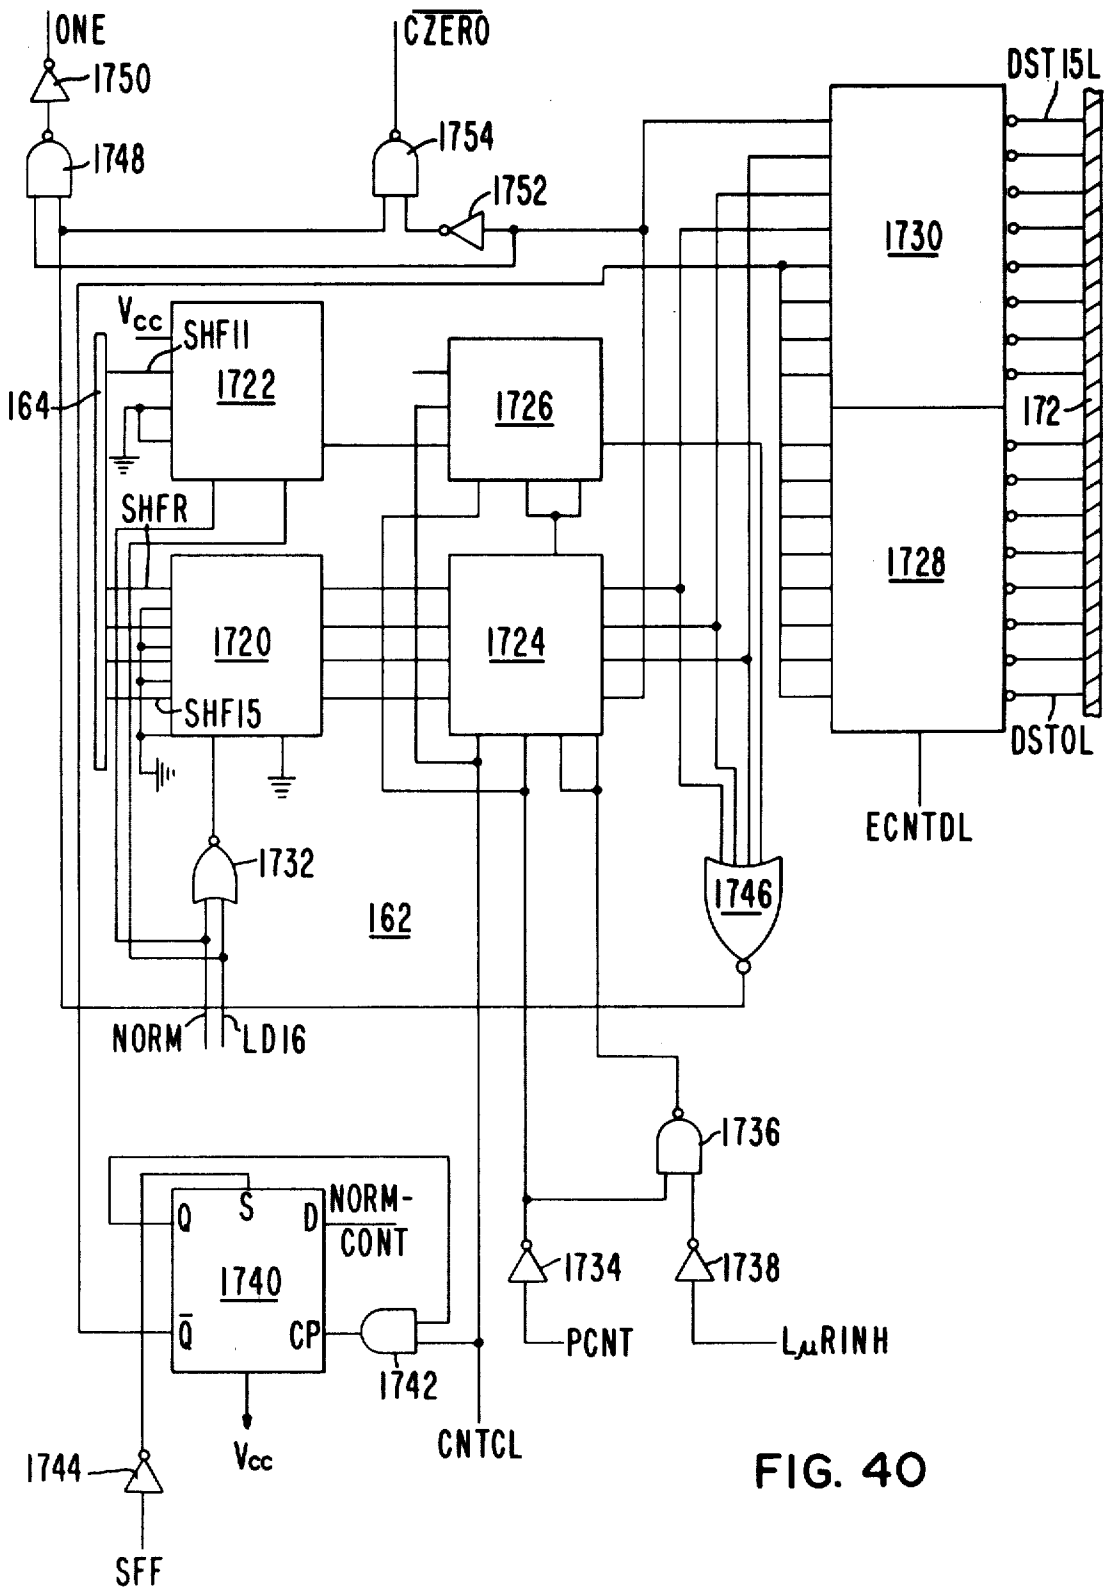 ONE
C̅Z̅E̅R̅O̅
1750
1748
1754
1752
DST15L
1730
Vcc
SHF11
164
1722
1726
172
SHFR
1720
1724
1728
SHF15
DST0L
ECNTDL
1732
162
1746
NORM
LD16
1736
Q
S
D
NORM-
CONT
1734
1738
1740
Q̅
CP
PCNT
LμRINH
1742
Vcc
CNTCL
1744
FIG. 40
SFF